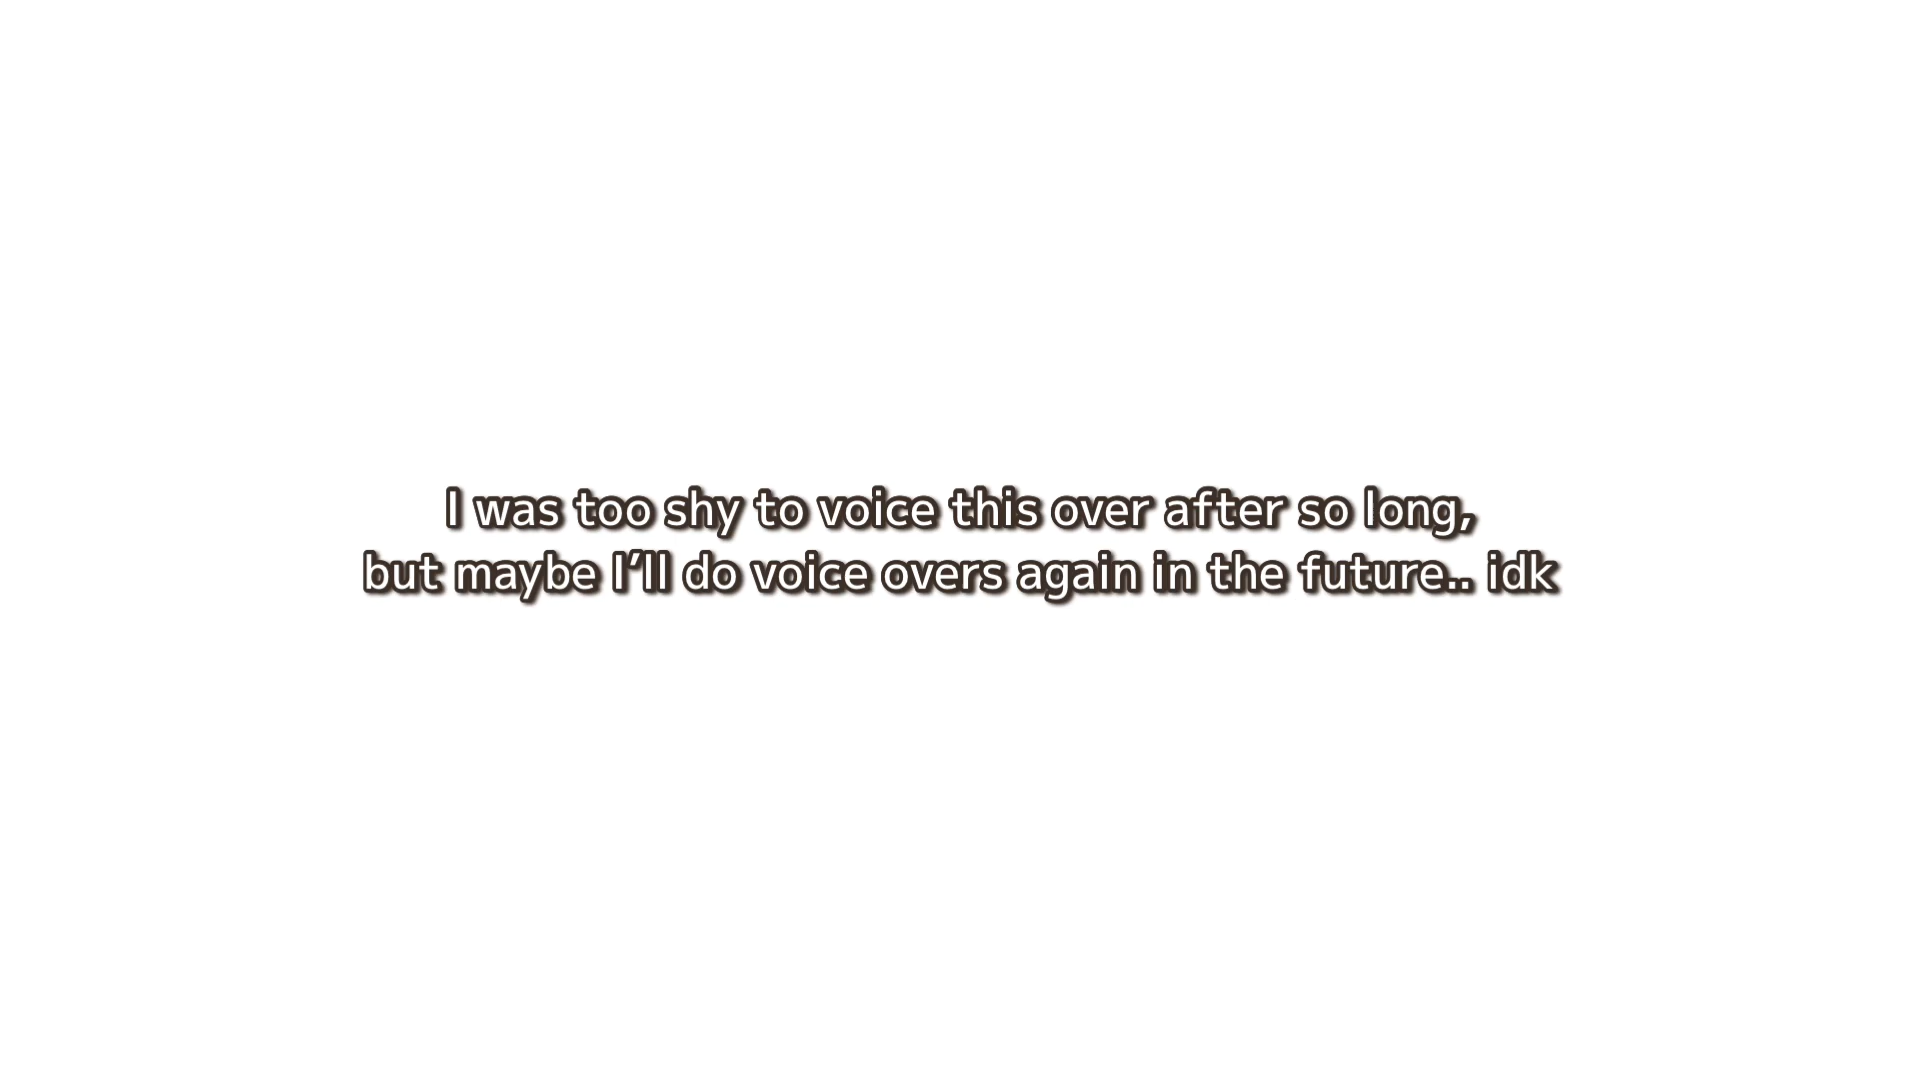 I was too shy to voice this over after so long,
but maybe I’ll do voice overs again in the future.. idk